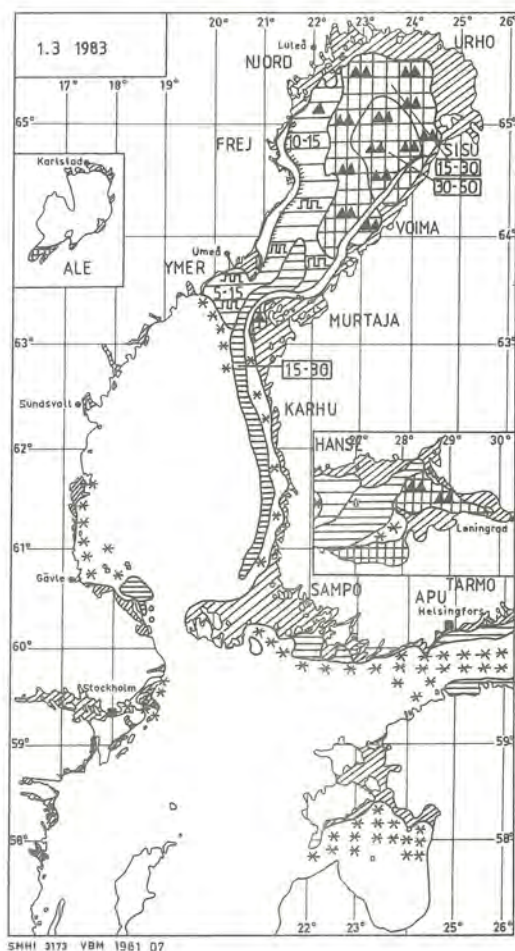 1.3 1983
20° 21° 22° 23° 24° 25° 26°
17° 18° 19°
Luleå
NJORD
URHO
65°
65°
FREJ
10-15
SISU
15-30
30-50
Karlstad
ALE
VOIMA
64°
64°
Umeå
YMER
5-15
MURTAJA
63°
63°
15-30
Sundsvall
KARHU
62°
HANSE
27° 28° 29° 30°
Leningrad
61°
Gävle
SAMPO
APU
TARMO
Helsingfors
60°
60°
Stockholm
59°
59°
58°
58°
22° 23° 24° 25° 26°
SMHI 3173 VBM 1981 07